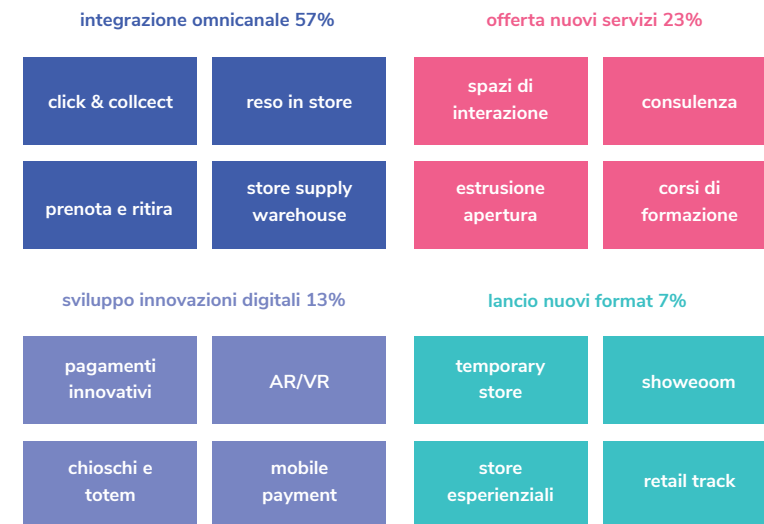 integrazione omnicanale 57%
click & collcect
reso in store
prenota e ritira
store supply
warehouse
offerta nuovi servizi 23%
spazi di
interazione
consulenza
estrusione
apertura
corsi di
formazione
sviluppo innovazioni digitali 13%
pagamenti
innovativi
AR/VR
chioschi e
totem
mobile
payment
lancio nuovi format 7%
temporary
store
showeoom
store
esperienziali
retail track